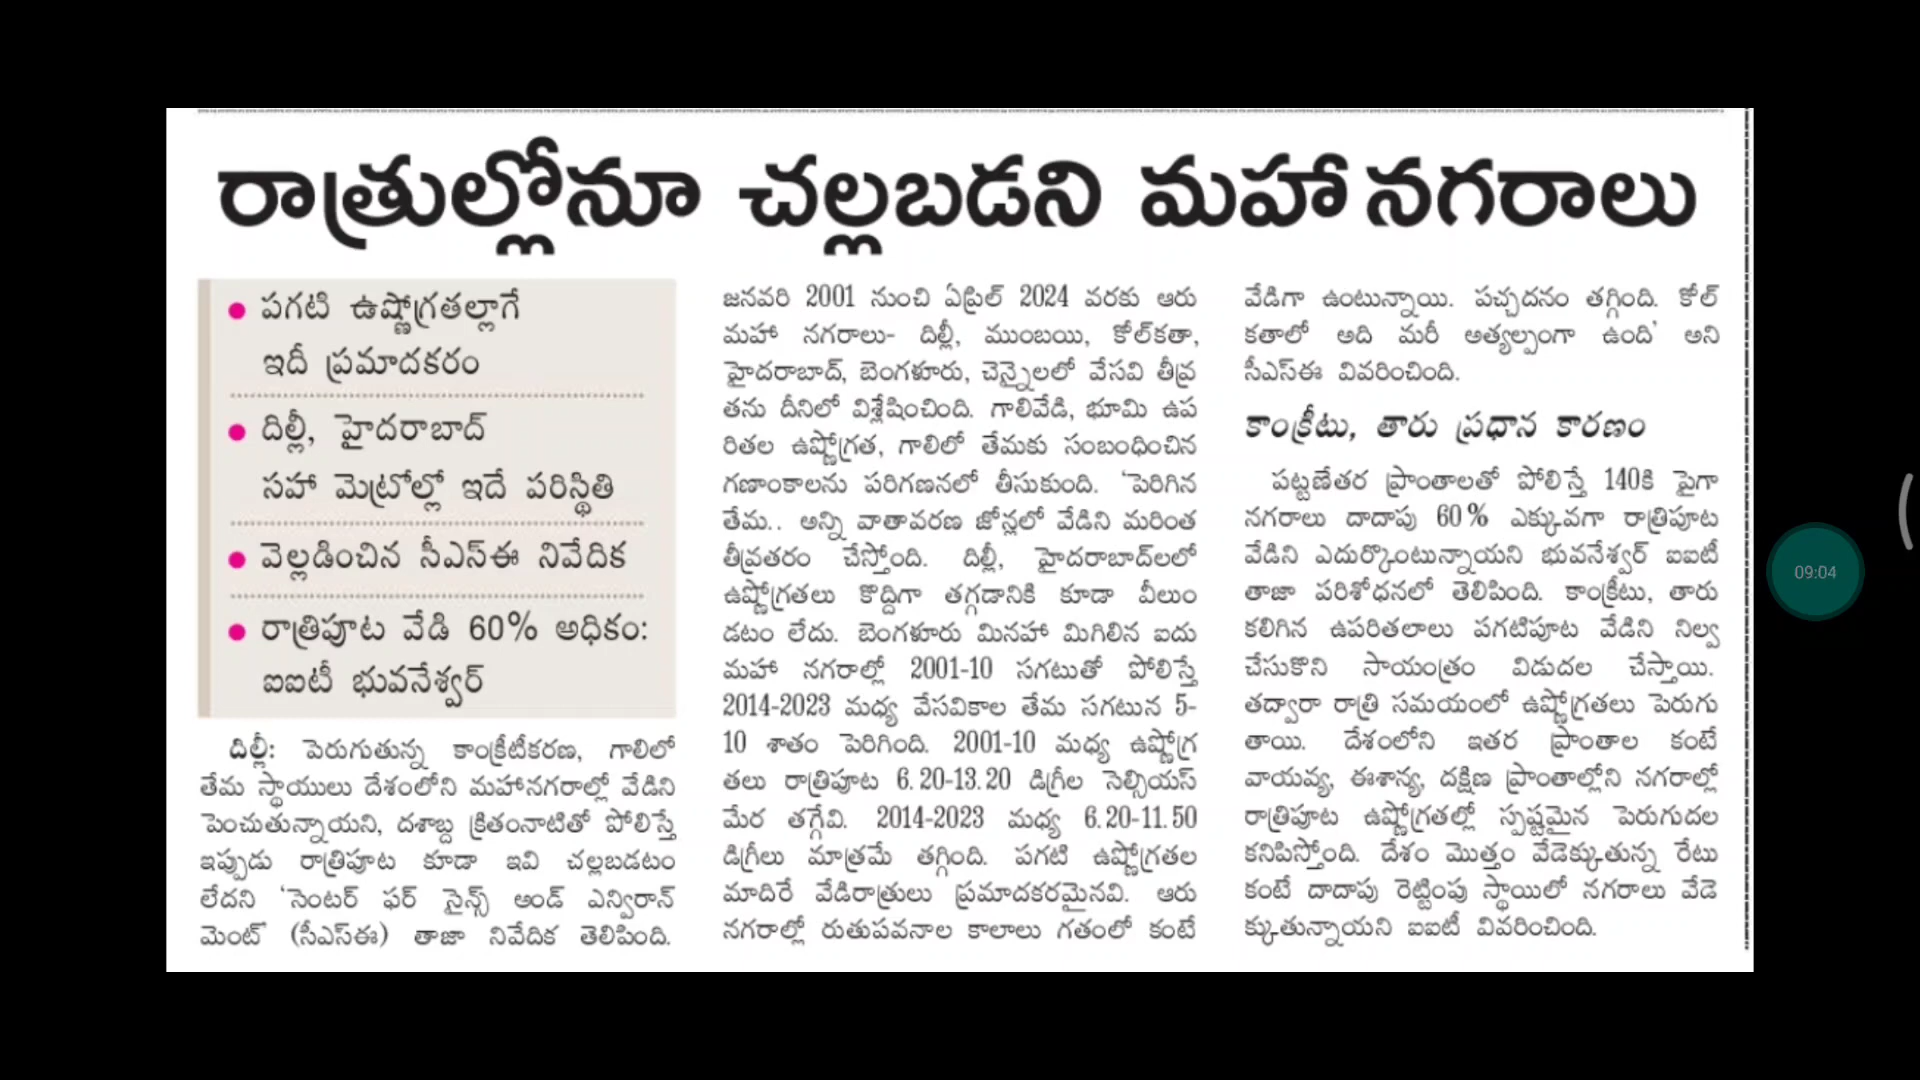 రాత్రుల్లోనూ చల్లబడని మహా నగరాలు
● పగటి ఉష్ణోగ్రతల్లాగే
ఇదీ ప్రమాదకరం
● దిల్లీ, హైదరాబాద్
సహా మెట్రోల్లో ఇదే పరిస్థితి
● వెల్లడించిన సీఎస్ఈ నివేదిక
● రాత్రిపూట వేడి 60% అధికం:
ఐఐటీ భువనేశ్వర్
దిల్లీ: పెరుగుతున్న కాంక్రీటీకరణ, గాలిలో
తేమ స్థాయులు దేశంలోని మహానగరాల్లో వేడిని
పెంచుతున్నాయని, దశాబ్ద క్రితంనాటితో పోలిస్తే
ఇప్పుడు రాత్రిపూట కూడా ఇవి చల్లబడటం
లేదని 'సెంటర్ ఫర్ సైన్స్ అండ్ ఎన్విరాన్
మెంట్' (సీఎస్ఈ) తాజా నివేదిక తెలిపింది.
జనవరి 2001 నుంచి ఏప్రిల్ 2024 వరకు ఆరు
మహా నగరాలు- దిల్లీ, ముంబయి, కోల్‌కతా,
హైదరాబాద్, బెంగళూరు, చెన్నైలలో వేసవి తీవ్ర
తను దీనిలో విశ్లేషించింది. గాలివేడి, భూమి ఉప
రితల ఉష్ణోగ్రత, గాలిలో తేమకు సంబంధించిన
గణాంకాలను పరిగణనలో తీసుకుంది. 'పెరిగిన
తేమ.. అన్ని వాతావరణ జోన్లలో వేడిని మరింత
తీవ్రతరం చేస్తోంది. దిల్లీ, హైదరాబాద్‌లలో
ఉష్ణోగ్రతలు కొద్దిగా తగ్గడానికి కూడా వీలుం
డటం లేదు. బెంగళూరు మినహా మిగిలిన ఐదు
మహా నగరాల్లో 2001-10 సగటుతో పోలిస్తే
2014-2023 మధ్య వేసవికాల తేమ సగటున 5-
10 శాతం పెరిగింది. 2001-10 మధ్య ఉష్ణోగ్ర
తలు రాత్రిపూట 6.20-13.20 డిగ్రీల సెల్సియస్
మేర తగ్గేవి. 2014-2023 మధ్య 6.20-11.50
డిగ్రీలు మాత్రమే తగ్గింది. పగటి ఉష్ణోగ్రతల
మాదిరే వేడిరాత్రులు ప్రమాదకరమైనవి. ఆరు
నగరాల్లో రుతుపవనాల కాలాలు గతంలో కంటే
వేడిగా ఉంటున్నాయి. పచ్చదనం తగ్గింది. కోల్
కతాలో అది మరీ అత్యల్పంగా ఉంది' అని
సీఎస్ఈ వివరించింది.
కాంక్రీటు, తారు ప్రధాన కారణం
పట్టణేతర ప్రాంతాలతో పోలిస్తే 140కి పైగా
నగరాలు దాదాపు 60% ఎక్కువగా రాత్రిపూట
వేడిని ఎదుర్కొంటున్నాయని భువనేశ్వర్ ఐఐటీ
తాజా పరిశోధనలో తెలిపింది. కాంక్రీటు, తారు
కలిగిన ఉపరితలాలు పగటిపూట వేడిని నిల్వ
చేసుకొని సాయంత్రం విడుదల చేస్తాయి.
తద్వారా రాత్రి సమయంలో ఉష్ణోగ్రతలు పెరుగు
తాయి. దేశంలోని ఇతర ప్రాంతాల కంటే
వాయవ్య, ఈశాన్య, దక్షిణ ప్రాంతాల్లోని నగరాల్లో
రాత్రిపూట ఉష్ణోగ్రతల్లో స్పష్టమైన పెరుగుదల
కనిపిస్తోంది. దేశం మొత్తం వేడెక్కుతున్న రేటు
కంటే దాదాపు రెట్టింపు స్థాయిలో నగరాలు వేడె
క్కుతున్నాయని ఐఐటీ వివరించింది.
09:04